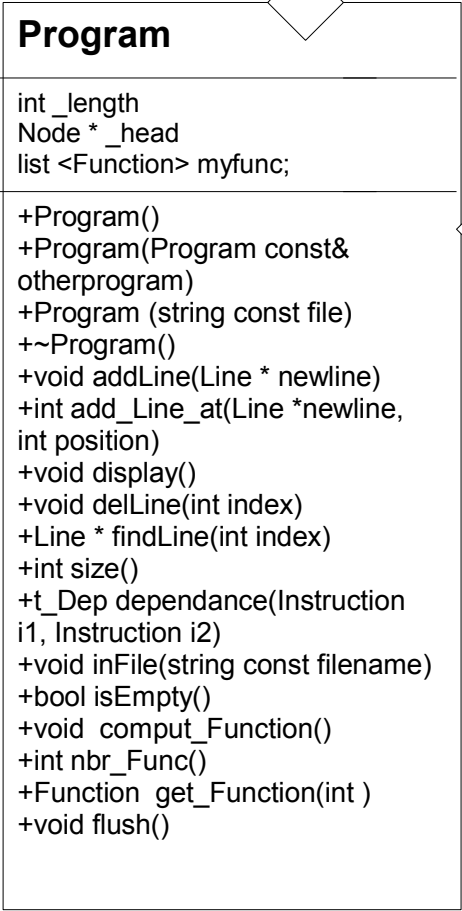 Program
int _length
Node * _head
list <Function> myfunc;
+Program()
+Program(Program const&
otherprogram)
+Program (string const file)
+~Program()
+void addLine(Line * newline)
+int add_Line_at(Line *newline,
int position)
+void display()
+void delLine(int index)
+Line * findLine(int index)
+int size()
+t_Dep dependance(Instruction
i1, Instruction i2)
+void inFile(string const filename)
+bool isEmpty()
+void  comput_Function()
+int nbr_Func()
+Function  get_Function(int )
+void flush()